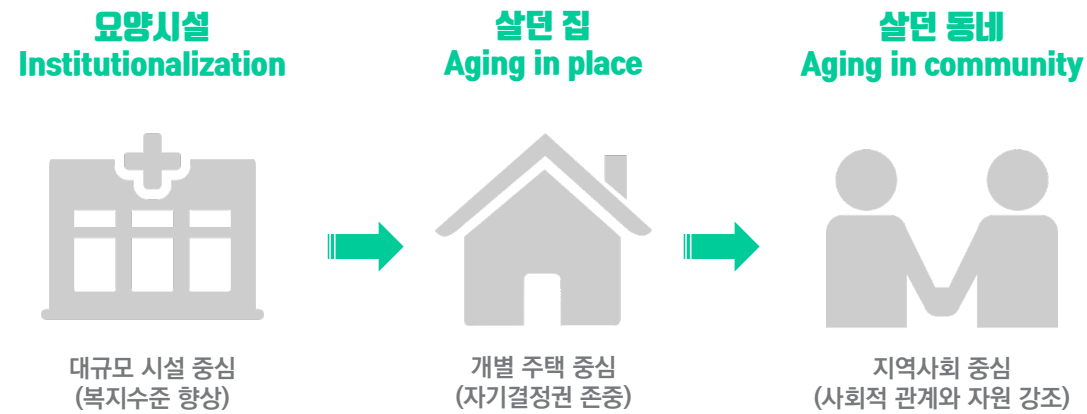 요양시설
Institutionalization
대규모 시설 중심
(복지수준 향상)
살던 집
Aging in place
개별 주택 중심
(자기결정권 존중)
살던 동네
Aging in community
지역사회 중심
(사회적 관계와 자원 강조)